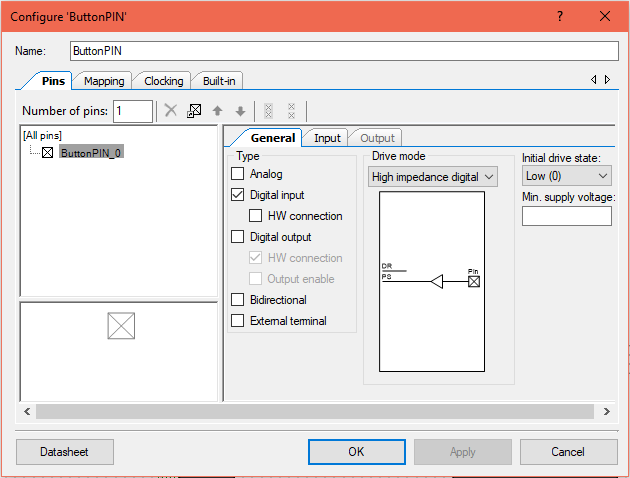 Configure 'ButtonPIN'
?
Name:
ButtonPIN
Pins
Mapping
Clocking
Built-in
Number of pins:
1
[All pins]
ButtonPIN_0
General
Input
Output
Type
Analog
Digital input
HW connection
Digital output
HW connection
Output enable
Bidirectional
External terminal
Drive mode
High impedance digital
DR
PS
Pin
Initial drive state:
Low (0)
Min. supply voltage:
Datasheet
OK
Apply
Cancel